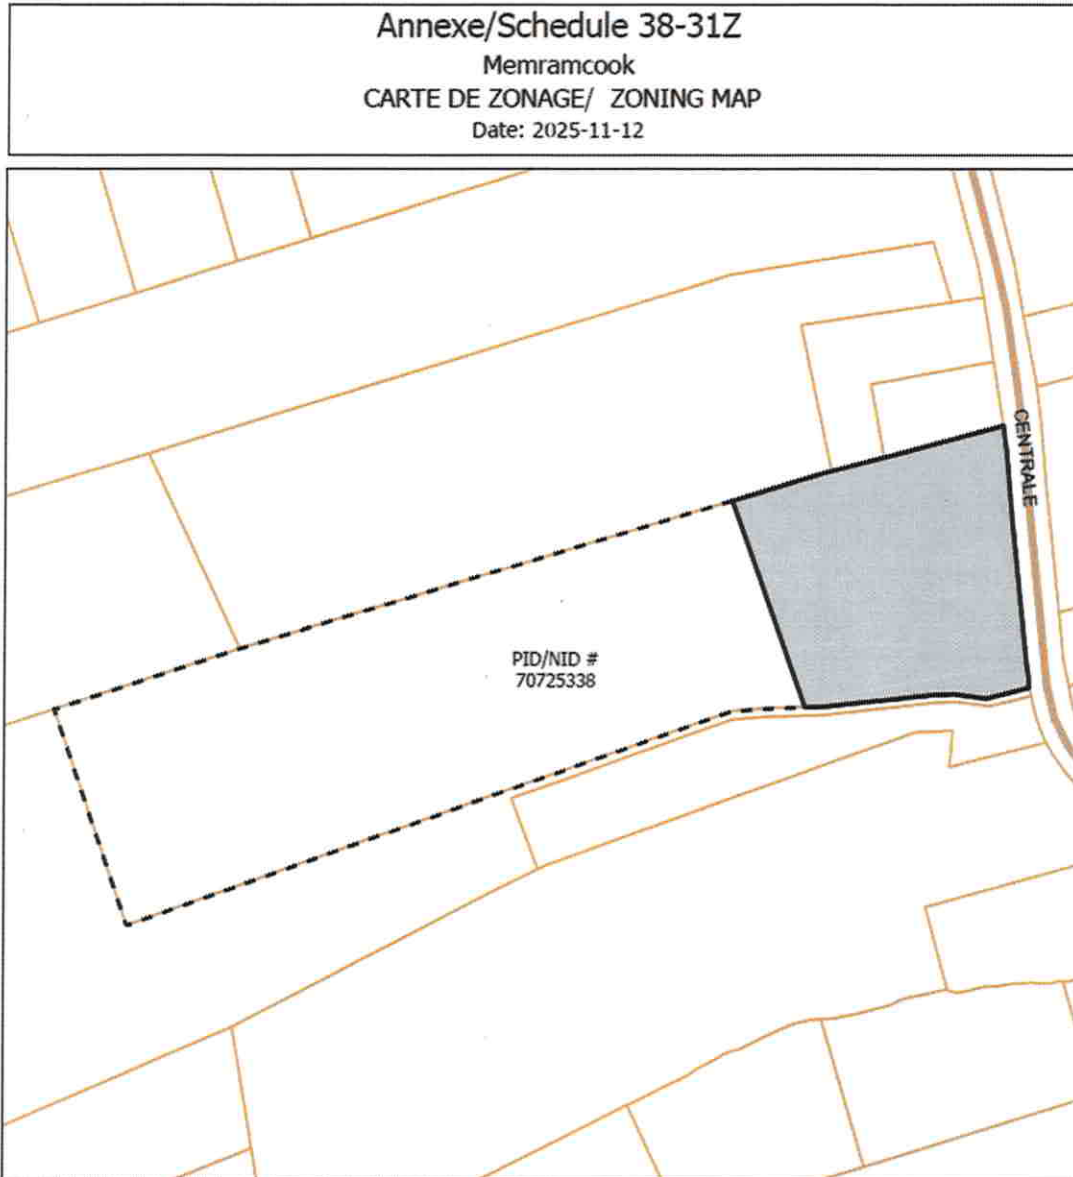 Annexe/Schedule 38-31Z
Memramcook
CARTE DE ZONAGE/ ZONING MAP
Date: 2025-11-12
CENTRALE
PID/NID #
70725338